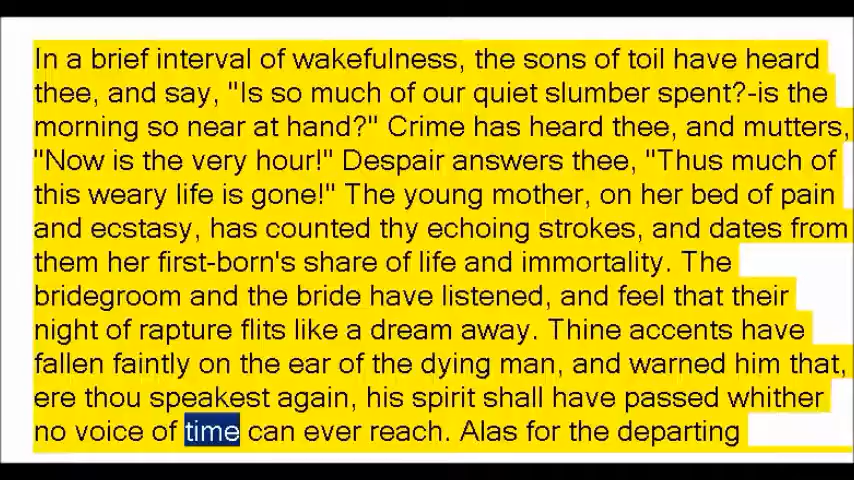 In a brief interval of wakefulness, the sons of toil have heard
thee, and say, "Is so much of our quiet slumber spent?-is the
morning so near at hand?" Crime has heard thee, and mutters,
"Now is the very hour!" Despair answers thee, "Thus much of
this weary life is gone!" The young mother, on her bed of pain
and ecstasy, has counted thy echoing strokes, and dates from
them her first-born's share of life and immortality. The
bridegroom and the bride have listened, and feel that their
night of rapture flits like a dream away. Thine accents have
fallen faintly on the ear of the dying man, and warned him that,
ere thou speakest again, his spirit shall have passed whither
no voice of time can ever reach. Alas for the departing